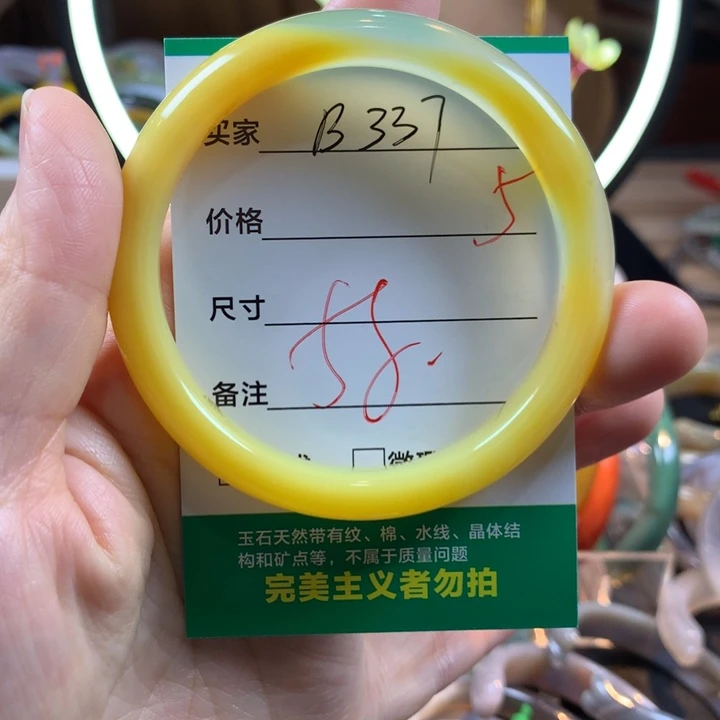 买家 B337
价格 5
尺寸 58.
备注
玉石天然带有纹、棉、水线、晶体结
构和矿点等，不属于质量问题
完美主义者勿拍